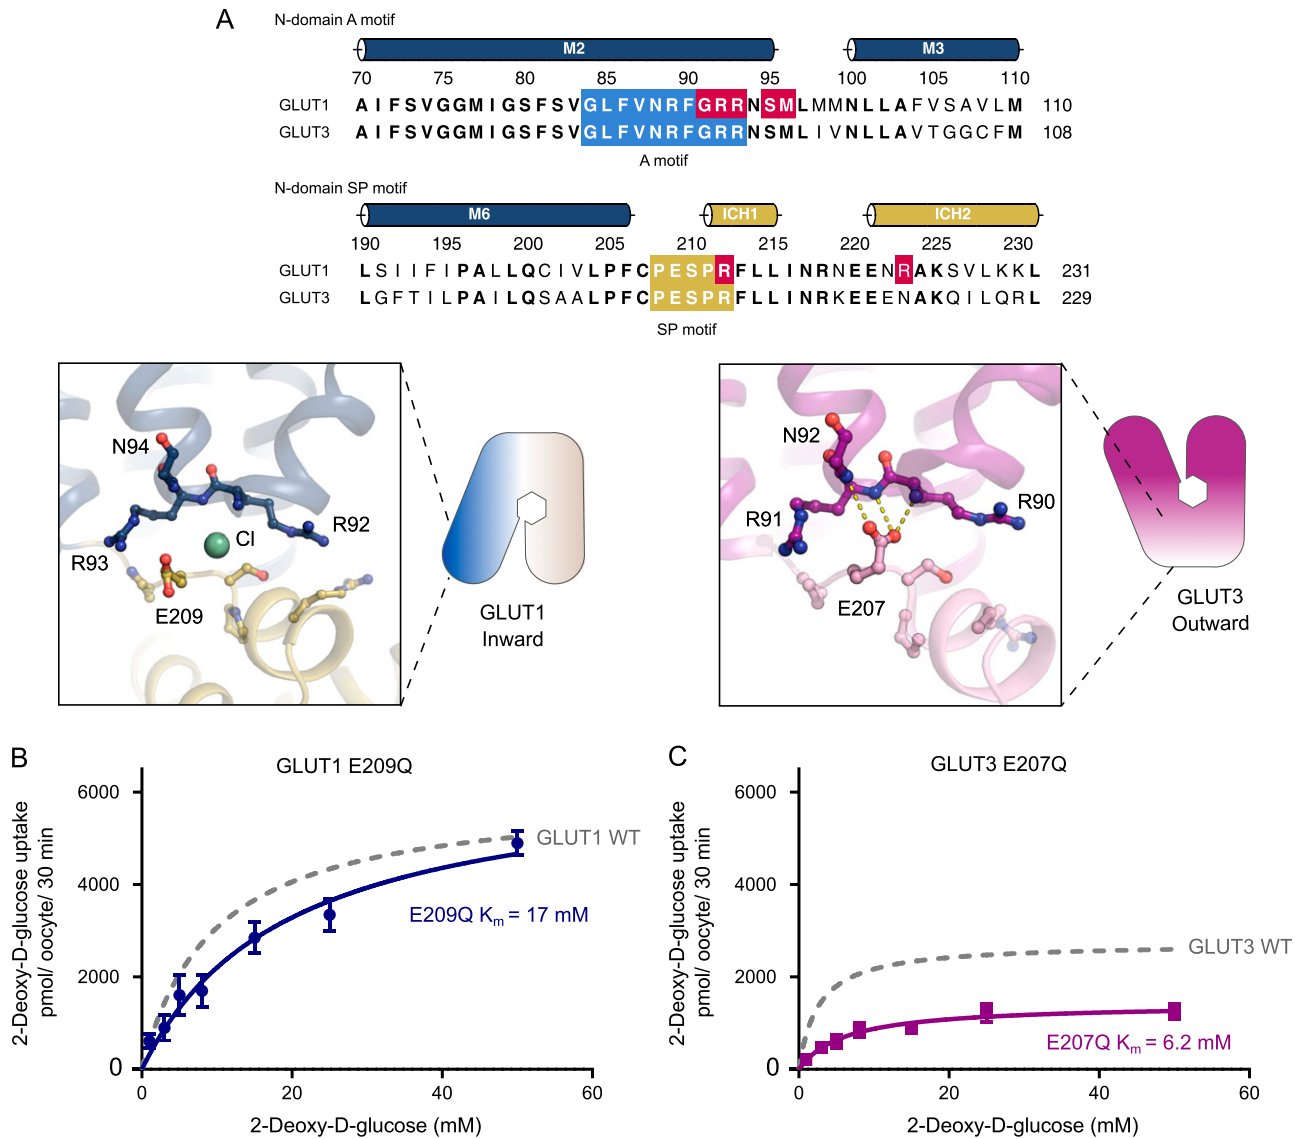 A
N-domain A motif
M2 M3
70 75 80 85 90 95 100 105 110
GLUT1 AIFSVGGMIGSFSVGLFVNRFGRRNSMLMMNLLAFVSAVLM 110
GLUT3 AIFSVGGMIGSFSVGLFVNRFGRRNSMLIVNLLAVTGGCFM 108
A motif
N-domain SP motif
M6 ICH1 ICH2
190 195 200 205 210 215 220 225 230
GLUT1 LSIIFIPALLQCIVLPFCPESPRFLLINRNEENRAKSVLKKL 231
GLUT3 LGFTILPAILQSAALPFCPESPRFLLINRKEEENAKQILQRL 229
SP motif
N94
R92
Cl
R93
E209
GLUT1
Inward
N92
R90
R91
E207
GLUT3
Outward
B
GLUT1 E209Q
2-Deoxy-D-glucose uptake
pmol/ oocyte/ 30 min
6000
4000
2000
0
GLUT1 WT
E209Q Km = 17 mM
0 20 40 60
2-Deoxy-D-glucose (mM)
C
GLUT3 E207Q
2-Deoxy-D-glucose uptake
pmol/ oocyte/ 30 min
6000
4000
2000
0
GLUT3 WT
E207Q Km = 6.2 mM
0 20 40 60
2-Deoxy-D-glucose (mM)